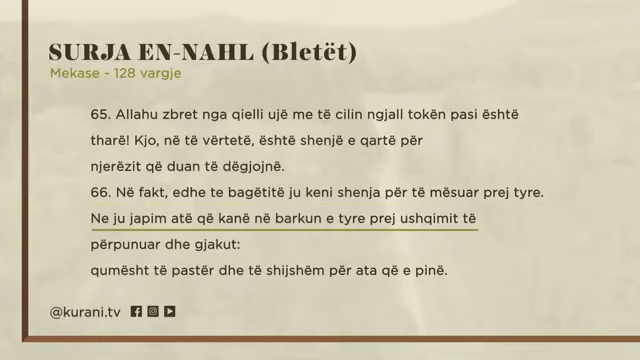 SURJA EN-NAHL (Bletët)
Mekase - 128 vargje
65. Allahu zbret nga qielli ujë me të cilin ngjall tokën pasi është
tharë! Kjo, në të vërtetë, është shenjë e qartë për
njerëzit që duan të dëgjojnë.
66. Në fakt, edhe te bagëtitë ju keni shenja për të mësuar prej tyre.
Ne ju japim atë që kanë në barkun e tyre prej ushqimit të
përpunuar dhe gjakut:
qumësht të pastër dhe të shijshëm për ata që e pinë.
@kurani.tv